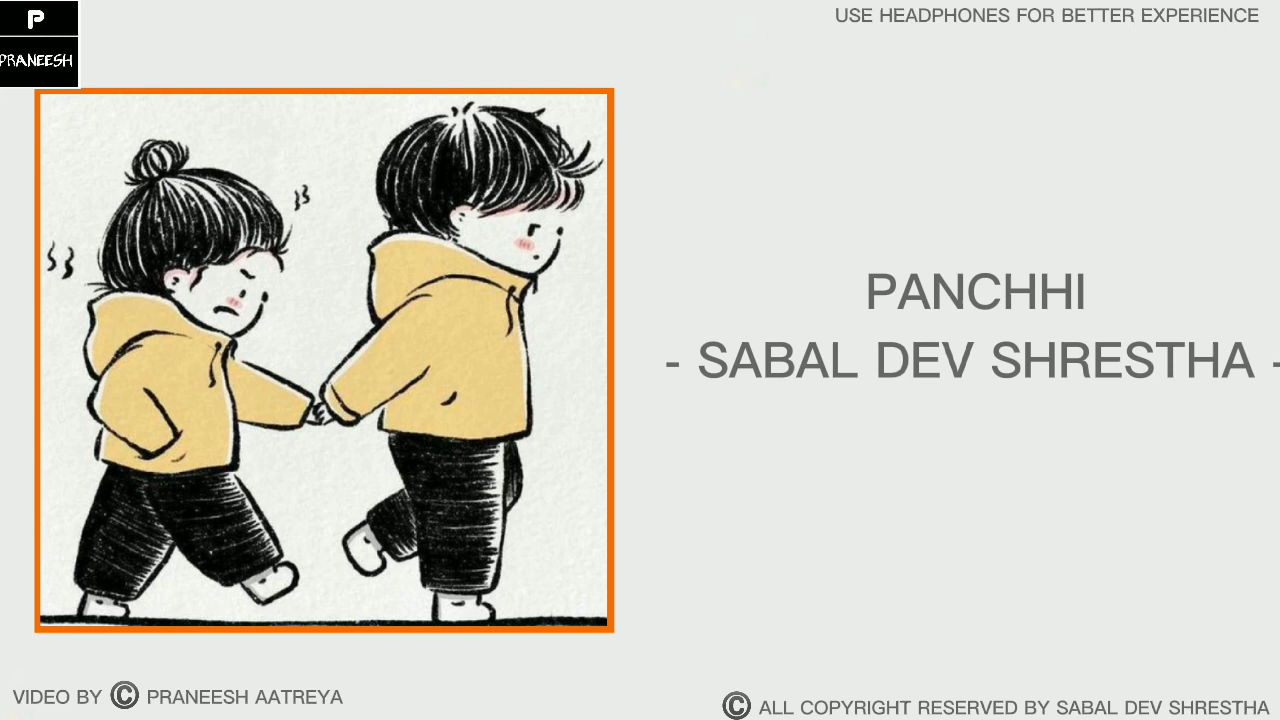 P
PRANEESH
USE HEADPHONES FOR BETTER EXPERIENCE
PANCHHI
- SABAL DEV SHRESTHA -
VIDEO BY © PRANEESH AATREYA
© ALL COPYRIGHT RESERVED BY SABAL DEV SHRESTHA